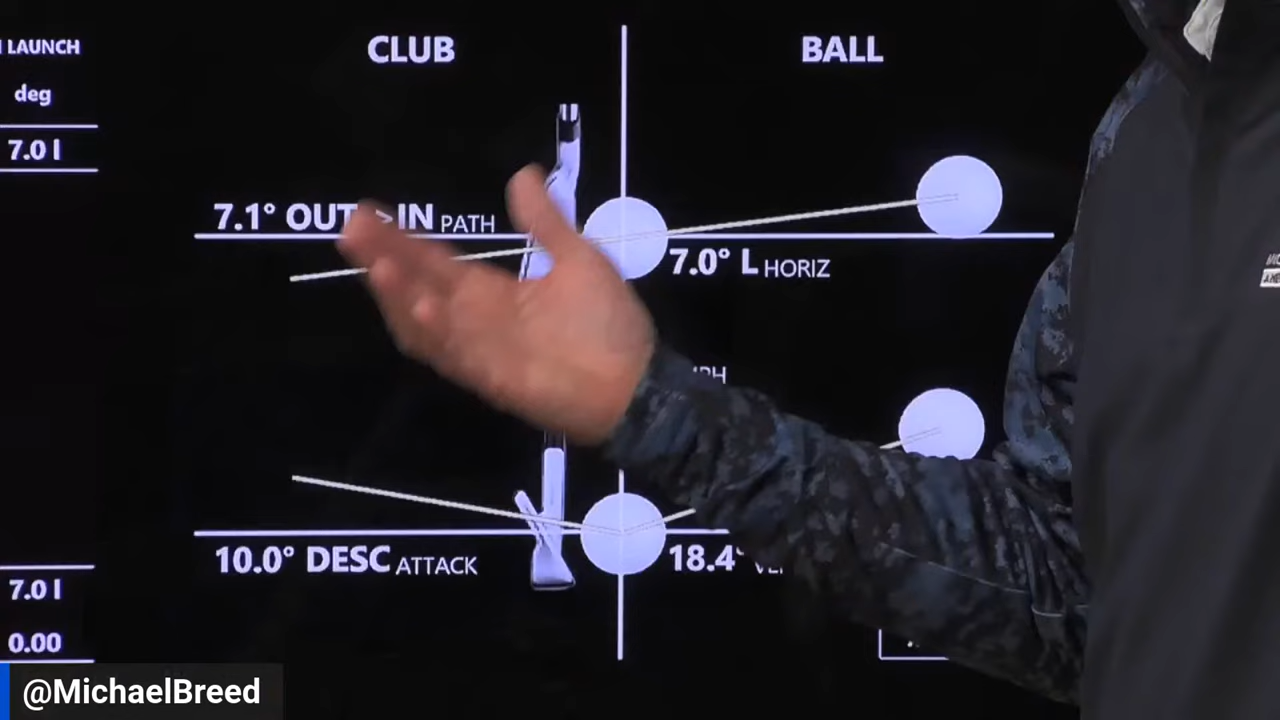 LAUNCH
deg
7.0 l
7.0 l
0.00
CLUB
BALL
7.1° OUT IN PATH
7.0° L HORIZ
10.0° DESC ATTACK
18.4°
@MichaelBreed